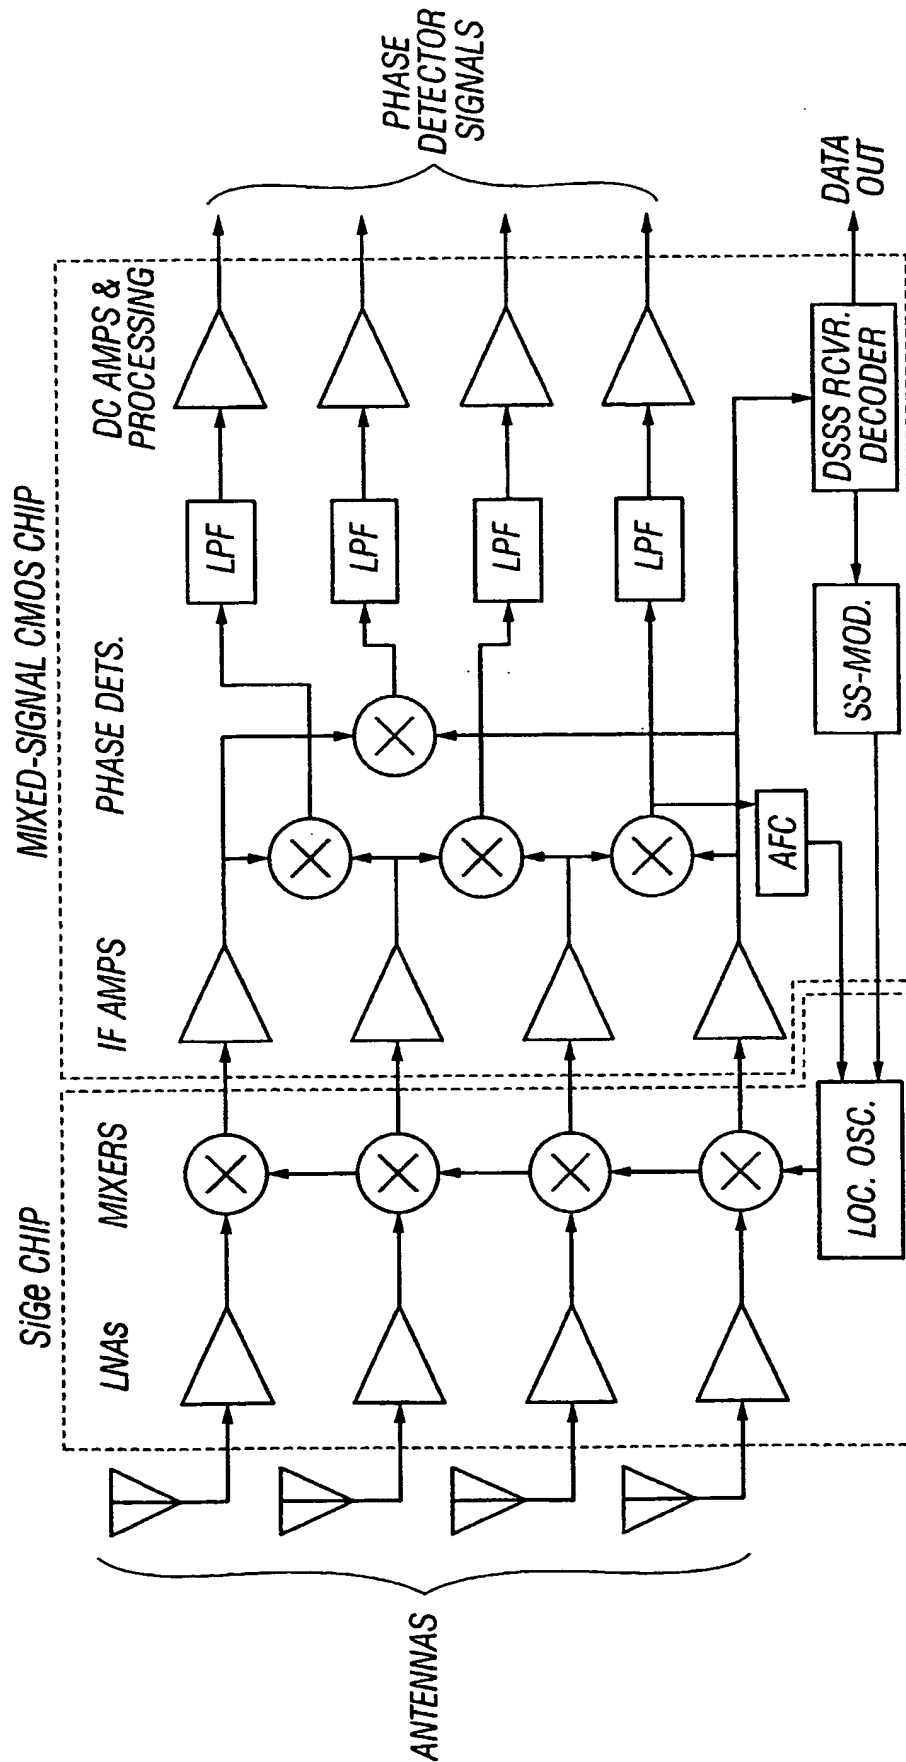 MIXED-SIGNAL CMOS CHIP
SiGe CHIP
LNAs
MIXERS
IF AMPS
PHASE DETS.
DC AMPS &
PROCESSING
ANTENNAS
LPF
LPF
LPF
LPF
PHASE
DETECTOR
SIGNALS
LOC. OSC.
AFC
SS-MOD.
DSSS RCVR.
DECODER
DATA
OUT